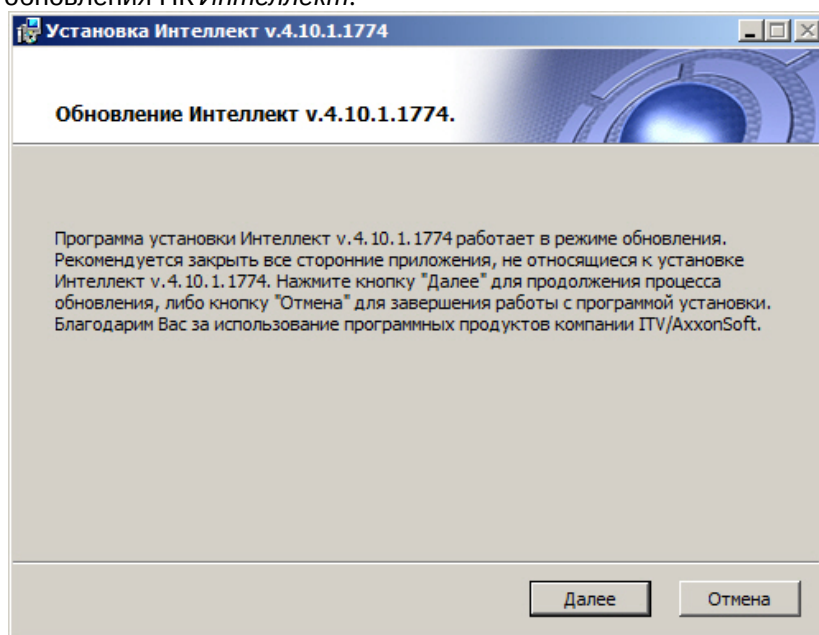 обновления ПК Интеллект.
Установка Интеллект v.4.10.1.1774
Обновление Интеллект v.4.10.1.1774.
Программа установки Интеллект v.4.10.1.1774 работает в режиме обновления.
Рекомендуется закрыть все сторонние приложения, не относящиеся к установке
Интеллект v.4.10.1.1774. Нажмите кнопку "Далее" для продолжения процесса
обновления, либо кнопку "Отмена" для завершения работы с программой установки.
Благодарим Вас за использование программных продуктов компании ITV/AxxonSoft.
Далее
Отмена